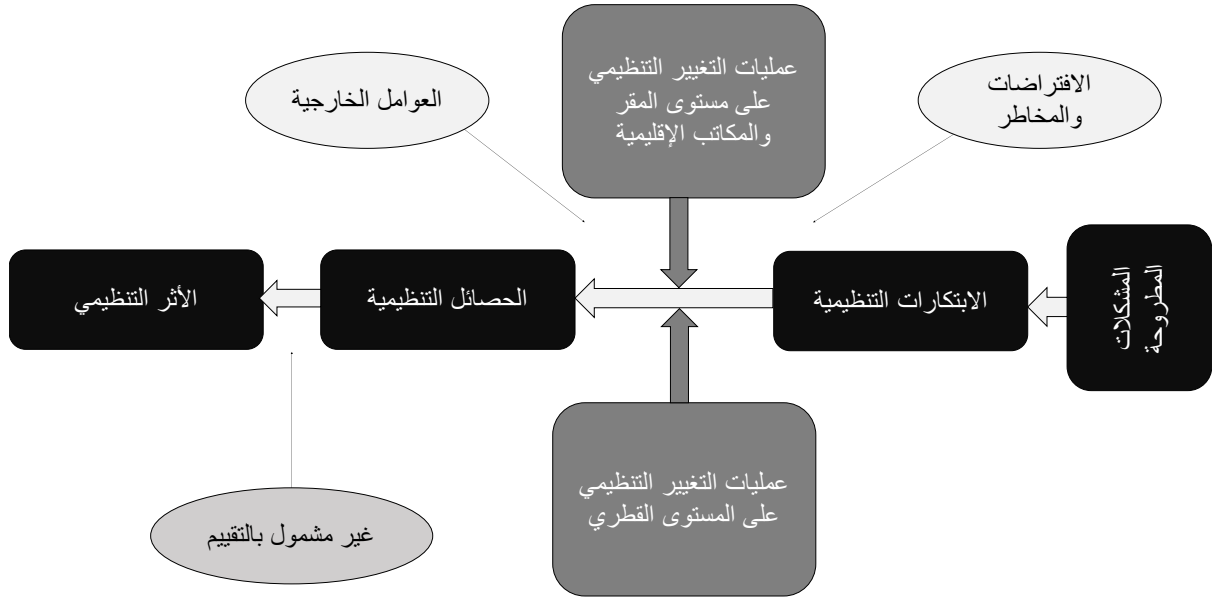 عمليات التغيير التنظيمي
على مستوى المقر
والمكاتب الإقليمية
الافتراضات
والمخاطر
العوامل الخارجية
المشكلات
المطروحة
الابتكارات التنظيمية
الحصائل التنظيمية
الأثر التنظيمي
عمليات التغيير التنظيمي
على المستوى القطري
غير مشمول بالتقييم